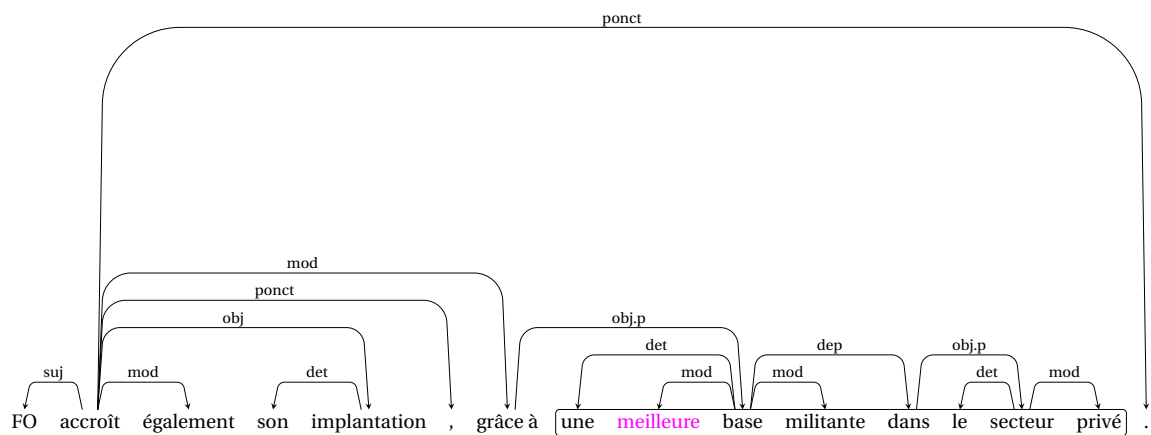 ponct
mod
ponct
obj obj.p
det dep obj.p
suj mod det mod mod det mod
FO accroît également son implantation , grâce à une meilleure base militante dans le secteur privé .